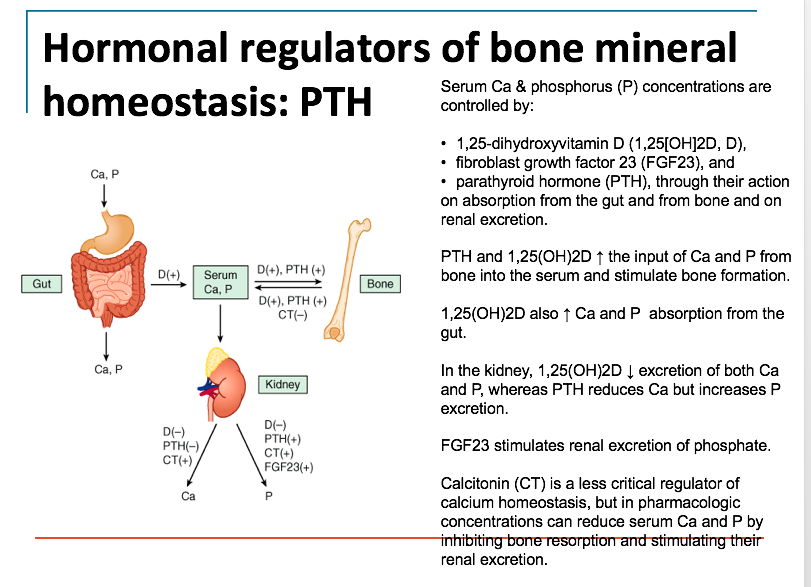 Hormonal regulators of bone mineral
homeostasis: PTH
Serum Ca & phosphorus (P) concentrations are
controlled by:
• 1,25-dihydroxyvitamin D (1,25[OH]2D, D),
• fibroblast growth factor 23 (FGF23), and
• parathyroid hormone (PTH), through their action
on absorption from the gut and from bone and on
renal excretion.
PTH and 1,25(OH)2D ↑ the input of Ca and P from
bone into the serum and stimulate bone formation.
1,25(OH)2D also ↑ Ca and P absorption from the
gut.
In the kidney, 1,25(OH)2D ↓ excretion of both Ca
and P, whereas PTH reduces Ca but increases P
excretion.
FGF23 stimulates renal excretion of phosphate.
Calcitonin (CT) is a less critical regulator of
calcium homeostasis, but in pharmacologic
concentrations can reduce serum Ca and P by
inhibiting bone resorption and stimulating their
renal excretion.
Ca, P
Gut
D(+)
Serum
Ca, P
D(+), PTH (+)
D(+), PTH (+)
CT(–)
Bone
Ca, P
Kidney
D(–)
PTH(–)
CT(+)
D(–)
PTH(+)
CT(+)
FGF23(+)
Ca
P